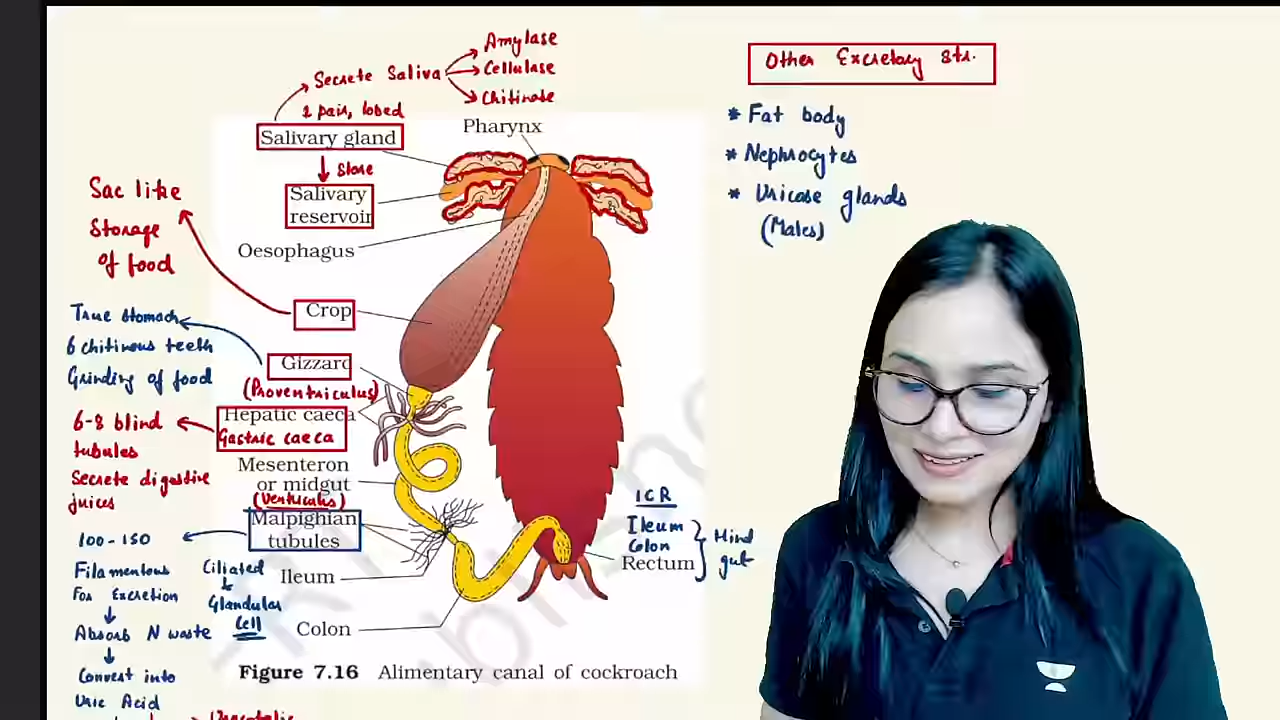 Amylase
Secrete Saliva
Cellulase
Chitinase
1 pair, lobed
Salivary gland
Store
Salivary
reservoir
Pharynx
Oesophagus
Sac like
Storage
of food
Crop
True Stomach
6 chitinous teeth
Grinding of food
Gizzard
(Proventriculus)
Hepatic caeca
Gastric caeca
6-8 blind
tubules
Secrete digestive
juices
Mesenteron
or midgut
Malpighian
tubules
100-150
Filamentous
For Excretion
Absorb N waste
Convert into
Uric Acid
Ciliated
Glandular
Cell
Ileum
Colon
ICR
Ileum
Colon
Rectum
Hind
gut
Figure 7.16 Alimentary canal of cockroach
Other Excretory Str.
* Fat body
* Nephrocytes
* Uricose glands
(Males)